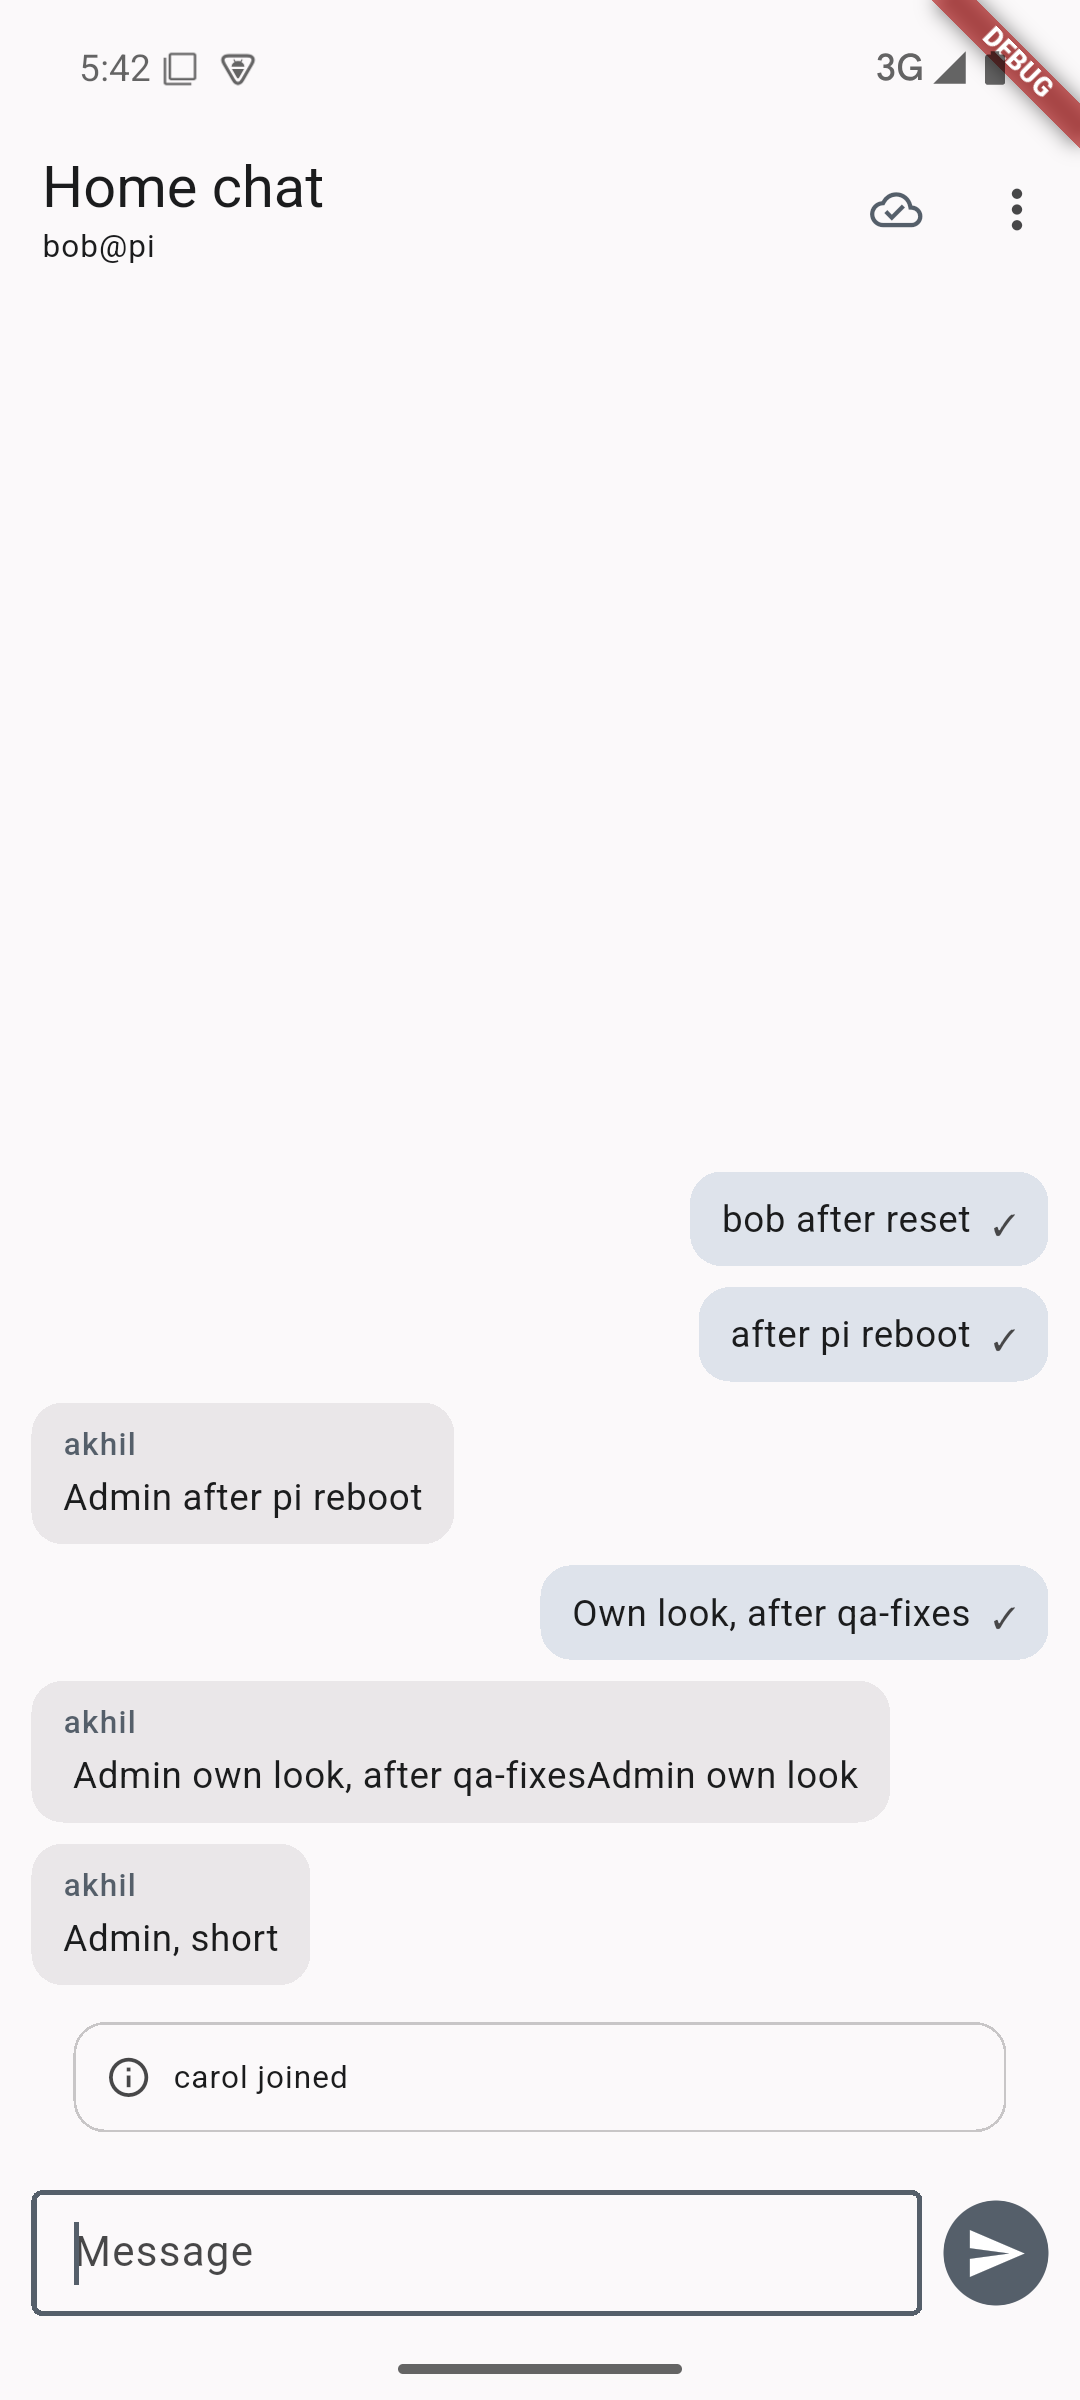 5:42
3G
DEBUG
Home chat
bob@pi
bob after reset ✓
after pi reboot ✓
akhil
Admin after pi reboot
Own look, after qa-fixes ✓
akhil
Admin own look, after qa-fixesAdmin own look
akhil
Admin, short
carol joined
Message